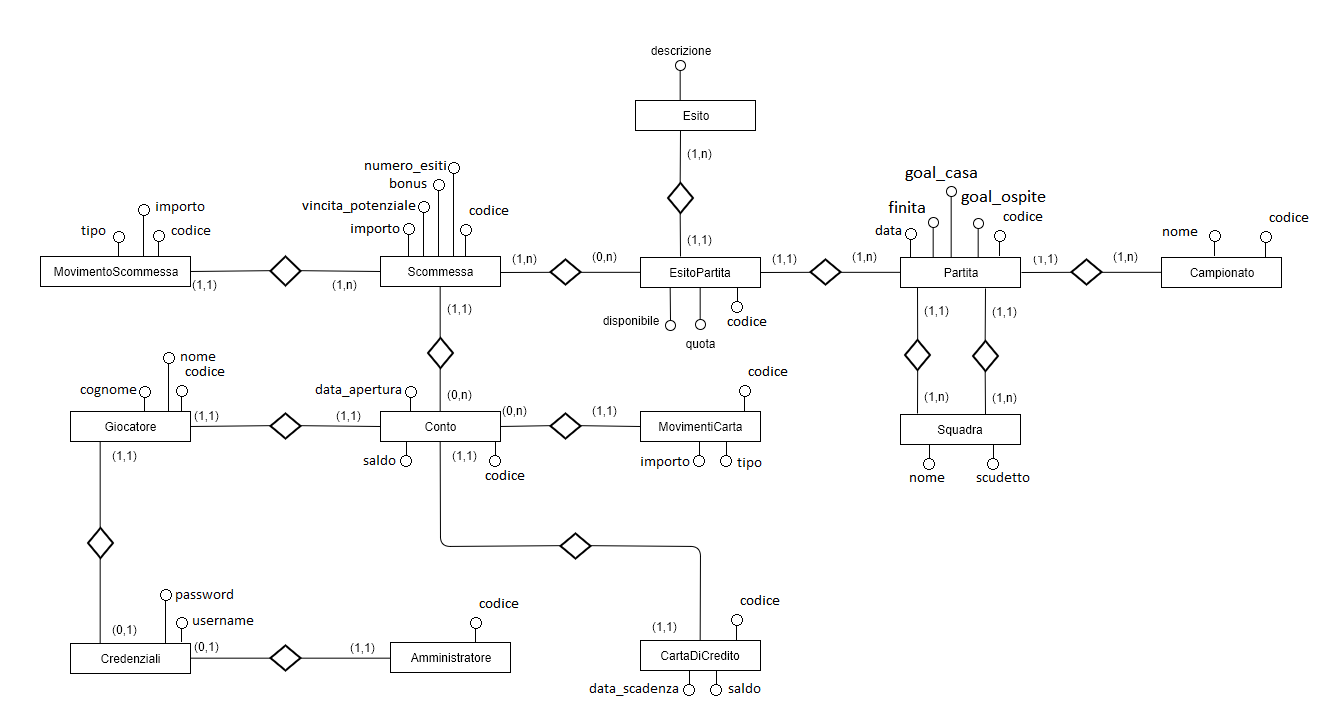 descrizione
Esito
(1,n)
(1,1)
numero_esiti
bonus
vincita_potenziale
importo
codice
tipo
importo
codice
MovimentoScommessa
(1,1)
(1,n)
Scommessa
(1,n)
(0,n)
EsitoPartita
(1,1)
(1,n)
disponibile
quota
codice
goal_casa
goal_ospite
finita
codice
data
Partita
(1,1)
(1,n)
nome
codice
Campionato
(1,1)
(1,1)
(1,n)
(1,n)
Squadra
nome
scudetto
(1,1)
(0,n)
nome
codice
cognome
Giocatore
(1,1)
(1,1)
data_apertura
Conto
(0,n)
(1,1)
saldo
(1,1)
codice
codice
MovimentiCarta
importo
tipo
(1,1)
(0,1)
password
username
Credenziali
(0,1)
(1,1)
codice
Amministratore
(1,1)
codice
CartaDiCredito
data_scadenza
saldo